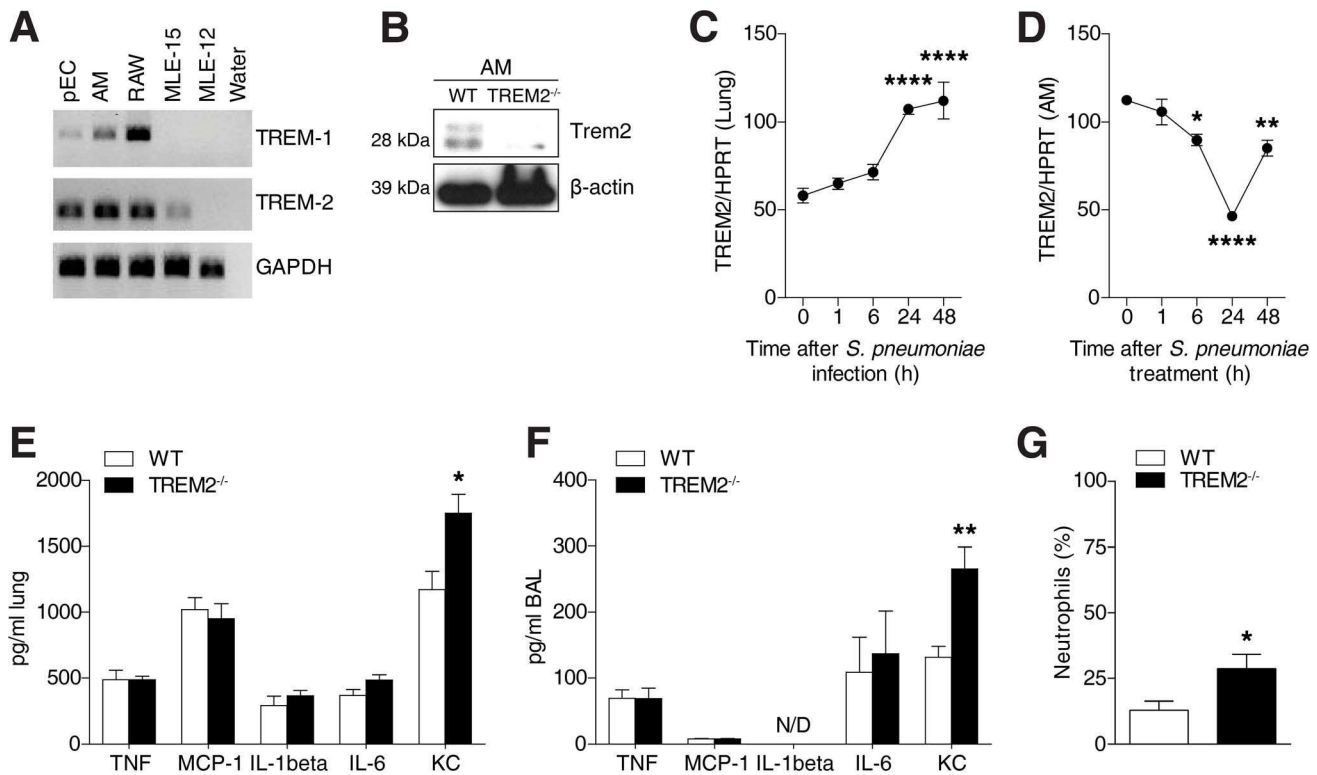 A
pEC
AM
RAW
MLE-15
MLE-12
Water
TREM-1
TREM-2
GAPDH
B
AM
WT TREM2-/-
28 kDa
Trem2
39 kDa
β-actin
C
TREM2/HPRT (Lung)
150
100
50
0
****
****
0 1 6 24 48
Time after S. pneumoniae
infection (h)
D
TREM2/HPRT (AM)
150
100
50
0
*
****
**
0 1 6 24 48
Time after S. pneumoniae
treatment (h)
E
WT
TREM2-/-
pg/ml lung
2000
1500
1000
500
0
*
TNF MCP-1 IL-1beta IL-6 KC
F
WT
TREM2-/-
pg/ml BAL
400
300
200
100
0
N/D
**
TNF MCP-1 IL-1beta IL-6 KC
G
WT
TREM2-/-
Neutrophils (%)
100
75
50
25
0
*